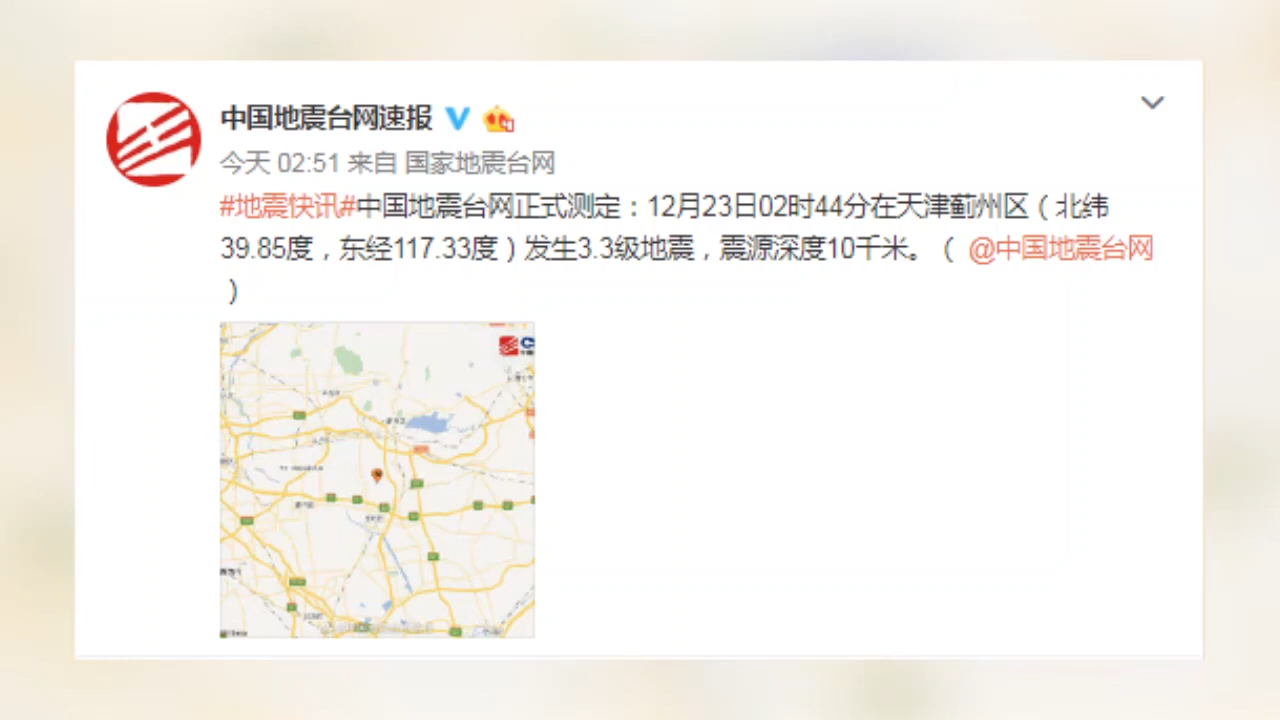 中国地震台网速报
今天 02:51 来自 国家地震台网
#地震快讯#中国地震台网正式测定：12月23日02时44分在天津蓟州区（北纬
39.85度，东经117.33度）发生3.3级地震，震源深度10千米。（ @中国地震台网
）